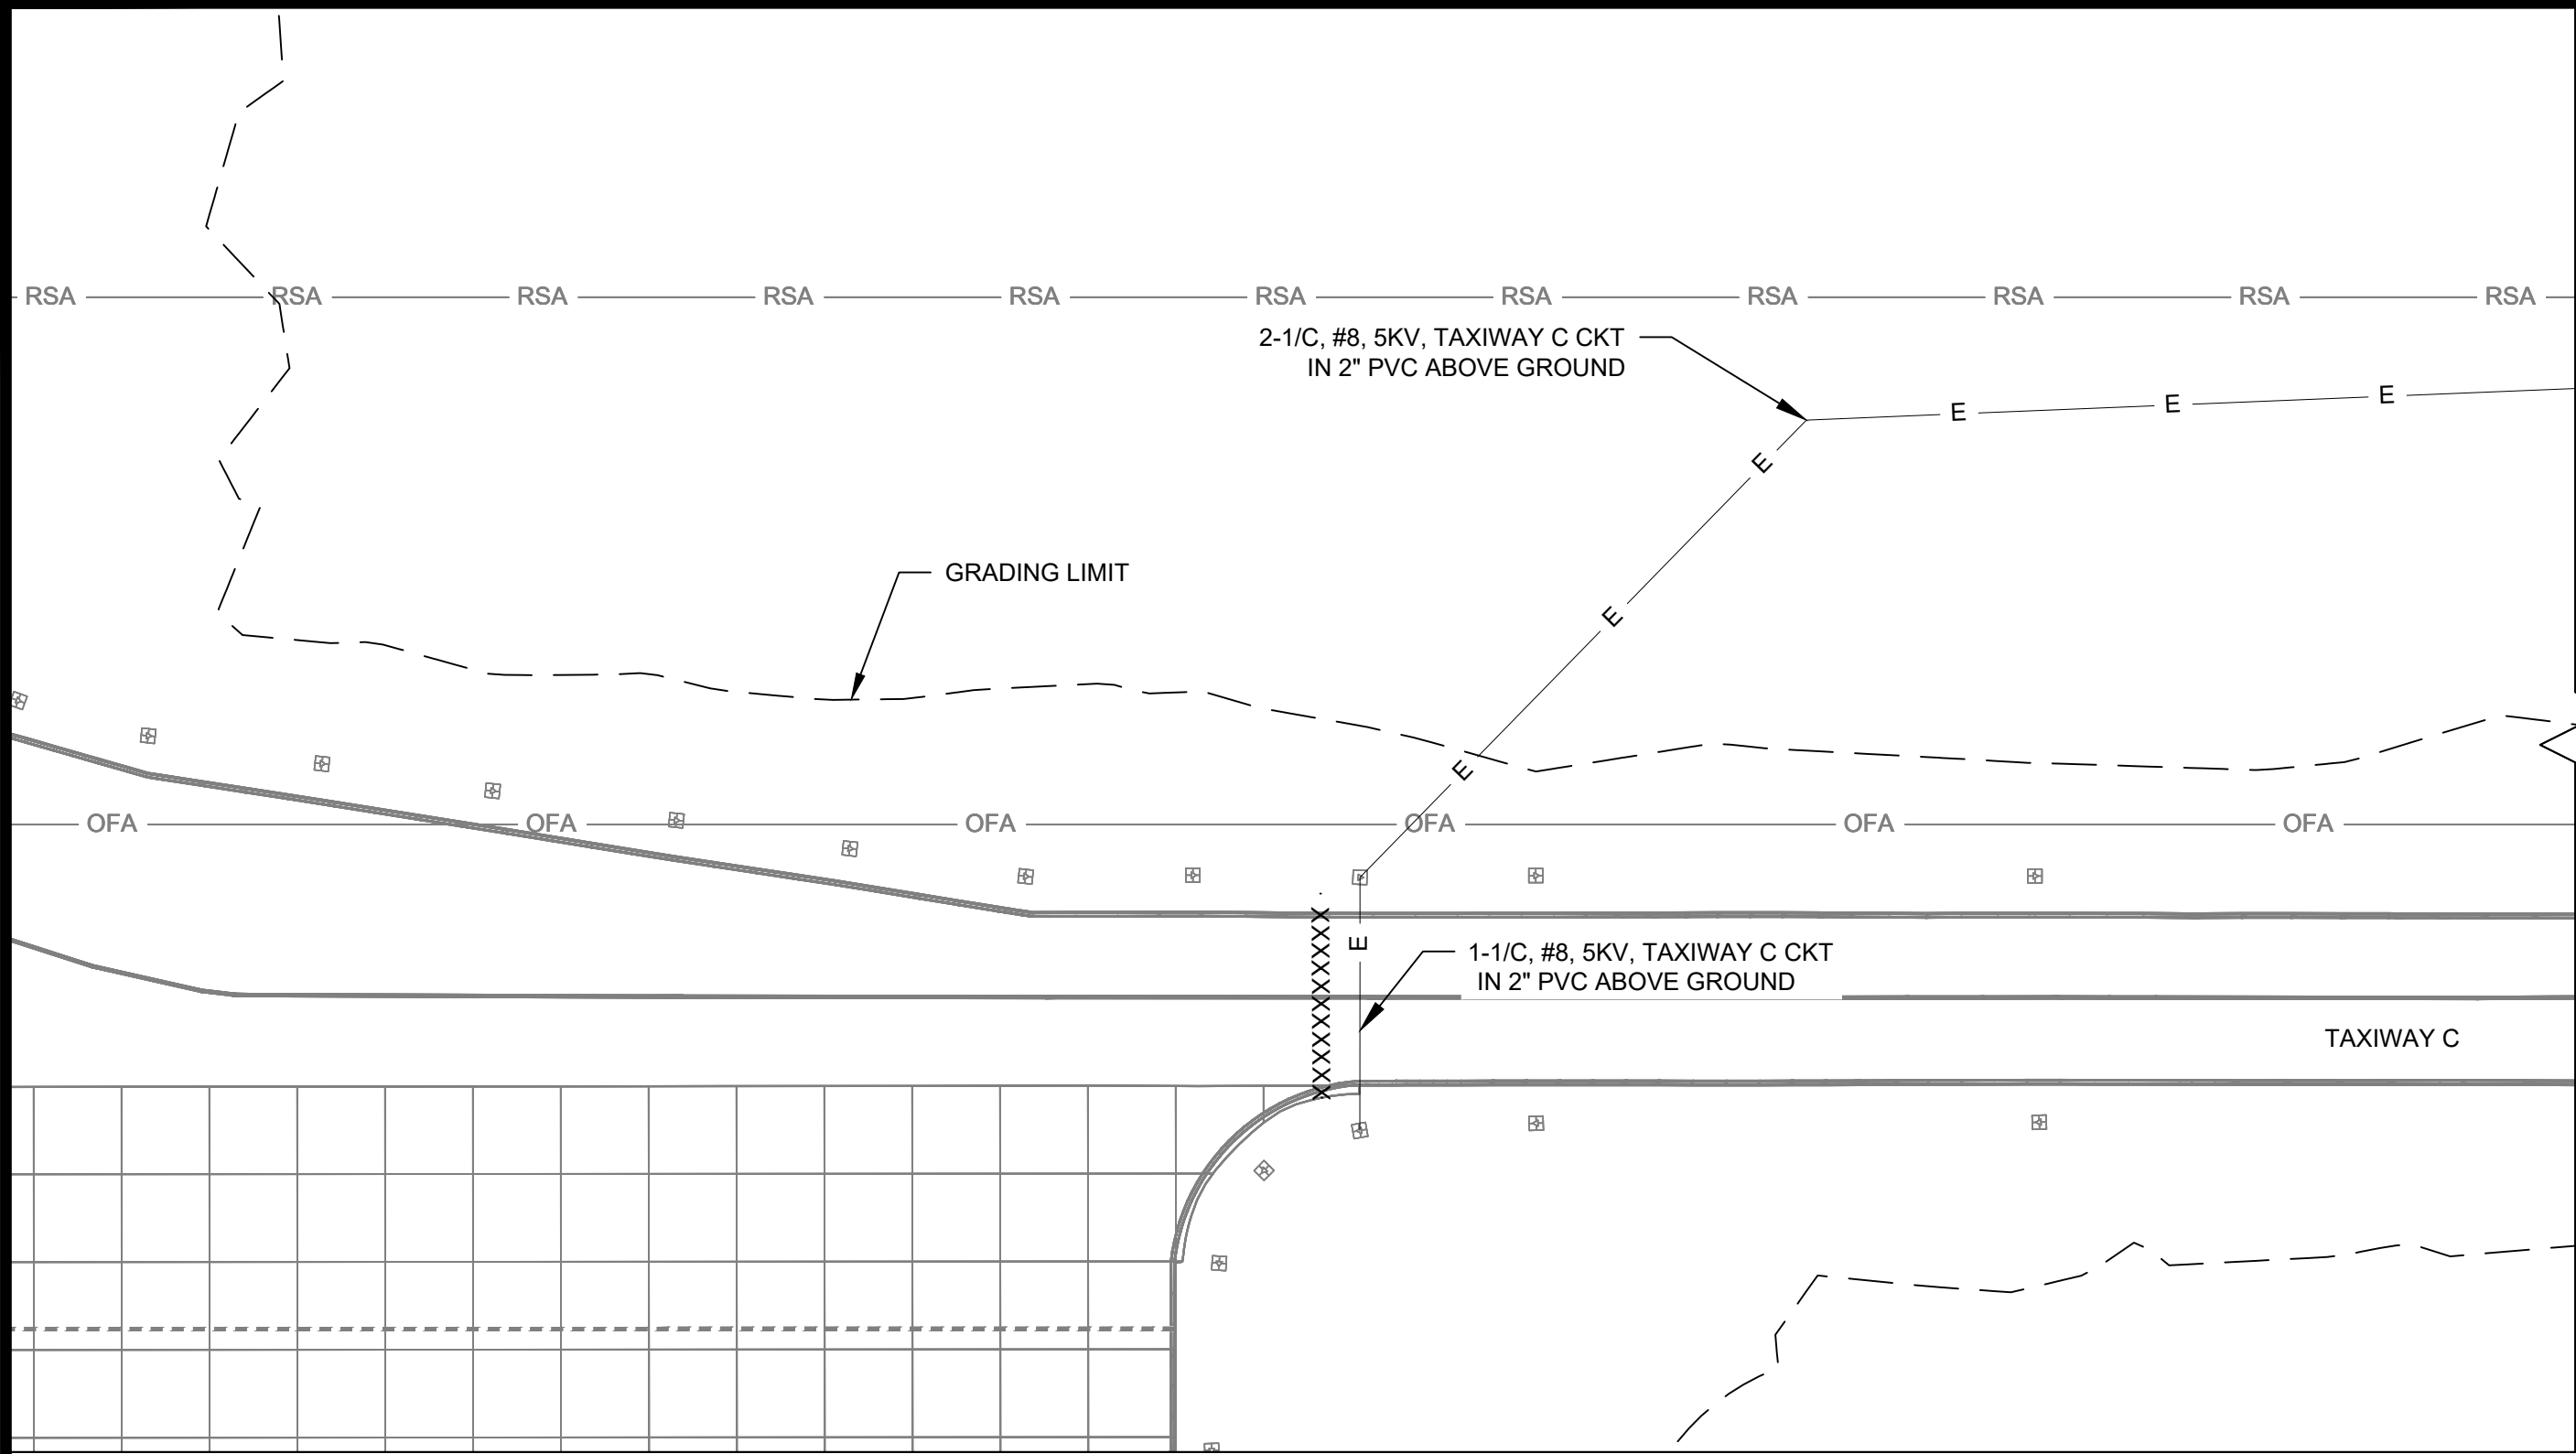 RSA RSA RSA RSA RSA RSA RSA RSA RSA RSA RSA
2-1/C, #8, 5KV, TAXIWAY C CKT
IN 2" PVC ABOVE GROUND
E E E
E
GRADING LIMIT
E
E
OFA OFA OFA OFA OFA OFA
E
1-1/C, #8, 5KV, TAXIWAY C CKT
IN 2" PVC ABOVE GROUND
XXXXXXXXXXX
TAXIWAY C